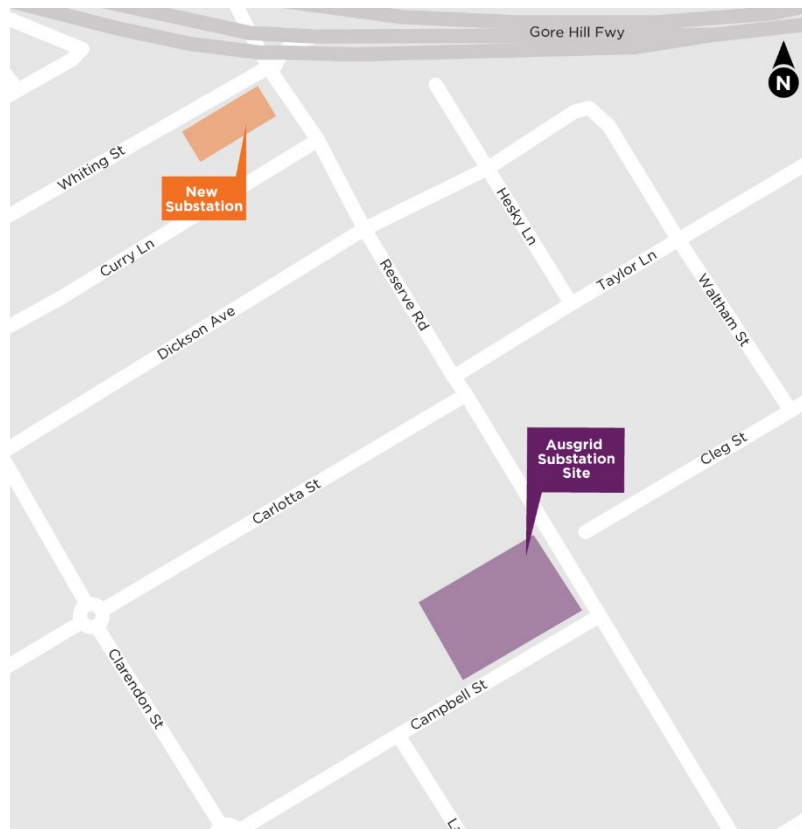 Gore Hill Fwy
N
Whiting St
New
Substation
Hesky Ln
Curry Ln
Taylor Ln
Reserve Rd
Waltham St
Dickson Ave
Ausgrid
Substation
Site
Cleg St
Carlotta St
Clarendon St
Campbell St